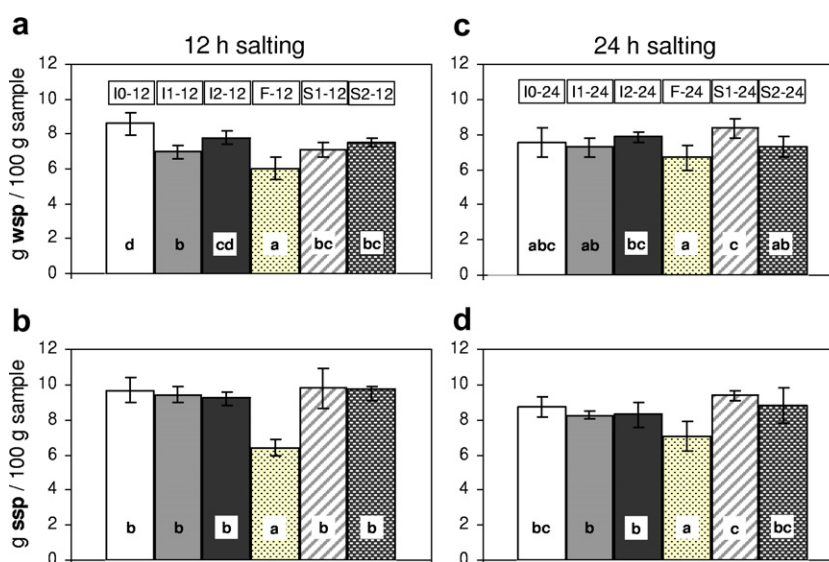 a
12 h salting
12
10
8
6
4
2
0
g wsp / 100 g sample
I0-12 I1-12 I2-12 F-12 S1-12 S2-12
d b cd a bc bc
c
24 h salting
12
10
8
6
4
2
0
I0-24 I1-24 I2-24 F-24 S1-24 S2-24
abc ab bc a c ab
b
12
10
8
6
4
2
0
g ssp / 100 g sample
b b b a b b
d
12
10
8
6
4
2
0
bc b b a c bc